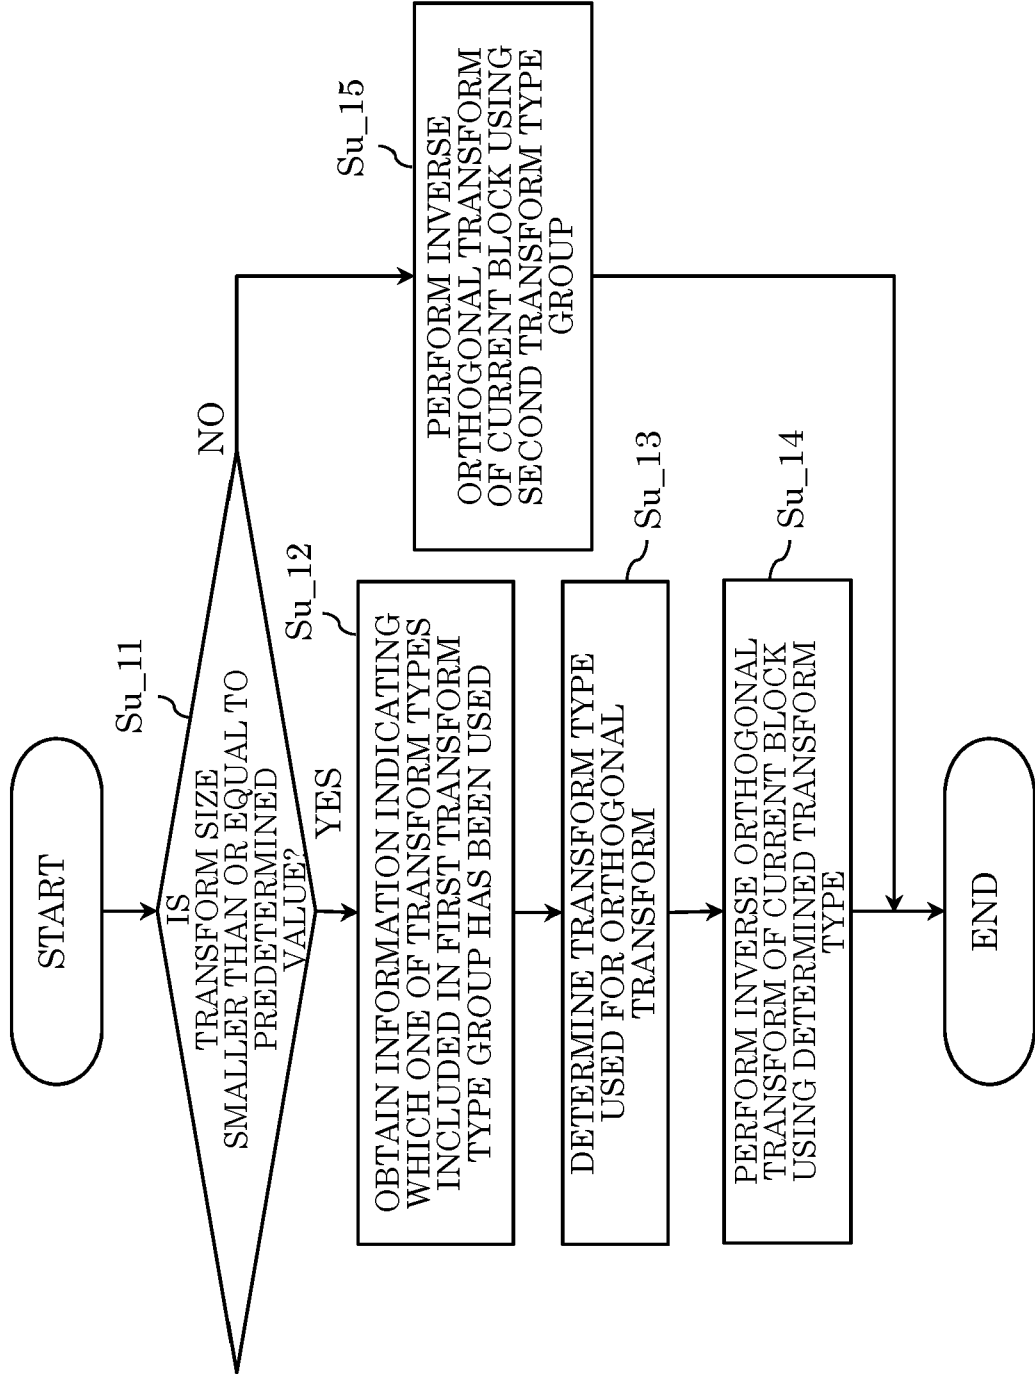 START
Su_11
IS
TRANSFORM SIZE
SMALLER THAN OR EQUAL TO
PREDETERMINED
VALUE?
NO
YES
Su_12
OBTAIN INFORMATION INDICATING
WHICH ONE OF TRANSFORM TYPES
INCLUDED IN FIRST TRANSFORM
TYPE GROUP HAS BEEN USED
Su_13
DETERMINE TRANSFORM TYPE
USED FOR ORTHOGONAL
TRANSFORM
Su_14
PERFORM INVERSE ORTHOGONAL
TRANSFORM OF CURRENT BLOCK
USING DETERMINED TRANSFORM
TYPE
Su_15
PERFORM INVERSE
ORTHOGONAL TRANSFORM
OF CURRENT BLOCK USING
SECOND TRANSFORM TYPE
GROUP
END